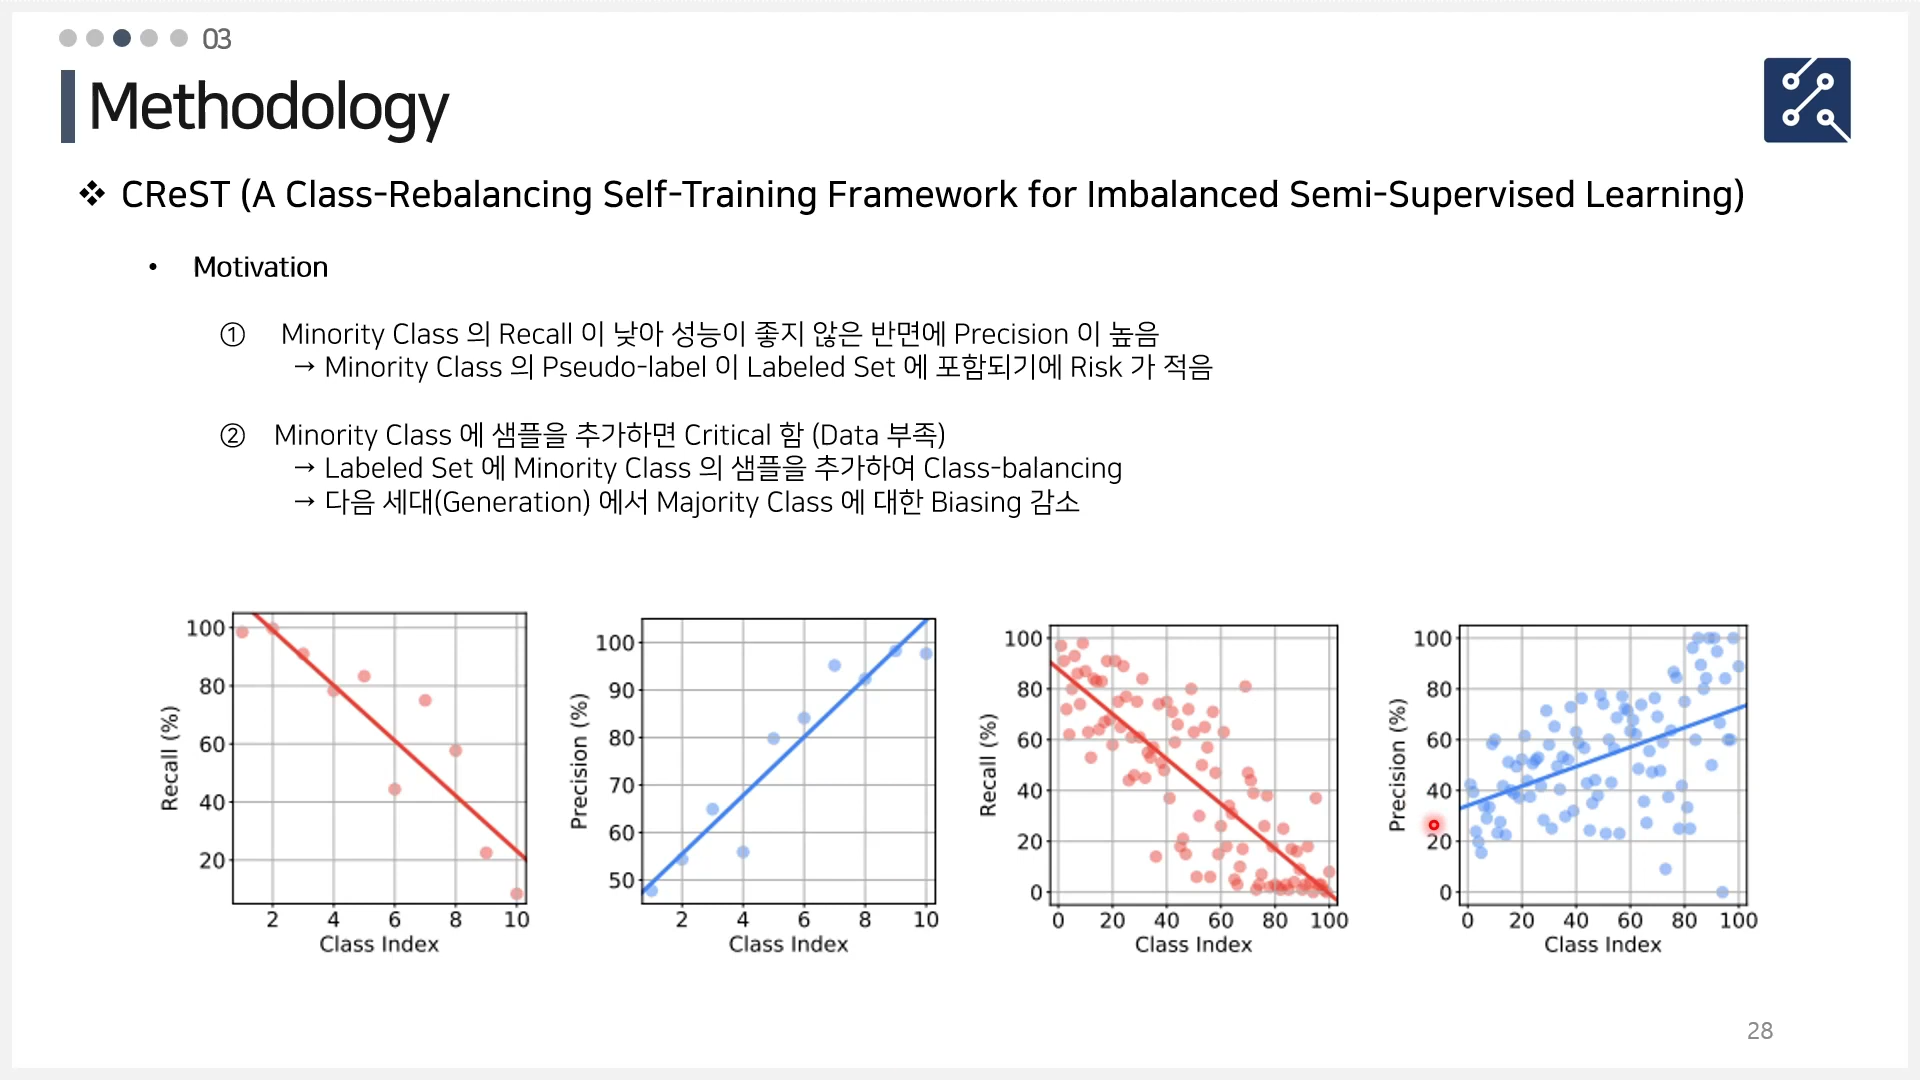 03
Methodology
❖ CReST (A Class-Rebalancing Self-Training Framework for Imbalanced Semi-Supervised Learning)
• Motivation
① Minority Class 의 Recall 이 낮아 성능이 좋지 않은 반면에 Precision 이 높음
→ Minority Class 의 Pseudo-label 이 Labeled Set 에 포함되기에 Risk 가 적음
② Minority Class 에 샘플을 추가하면 Critical 함 (Data 부족)
→ Labeled Set 에 Minority Class 의 샘플을 추가하여 Class-balancing
→ 다음 세대(Generation) 에서 Majority Class 에 대한 Biasing 감소
Recall (%)
100
80
60
40
20
2 4 6 8 10
Class Index
Precision (%)
100
90
80
70
60
50
2 4 6 8 10
Class Index
Recall (%)
100
80
60
40
20
0
0 20 40 60 80 100
Class Index
Precision (%)
100
80
60
40
20
0
0 20 40 60 80 100
Class Index
28